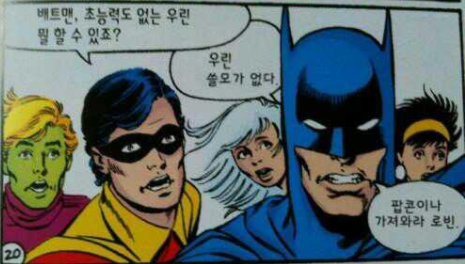 배트맨, 초능력도 없는 우린
뭘 할 수 있죠?
우린
쓸모가 없다.
팝콘이나
가져와라 로빈.
20